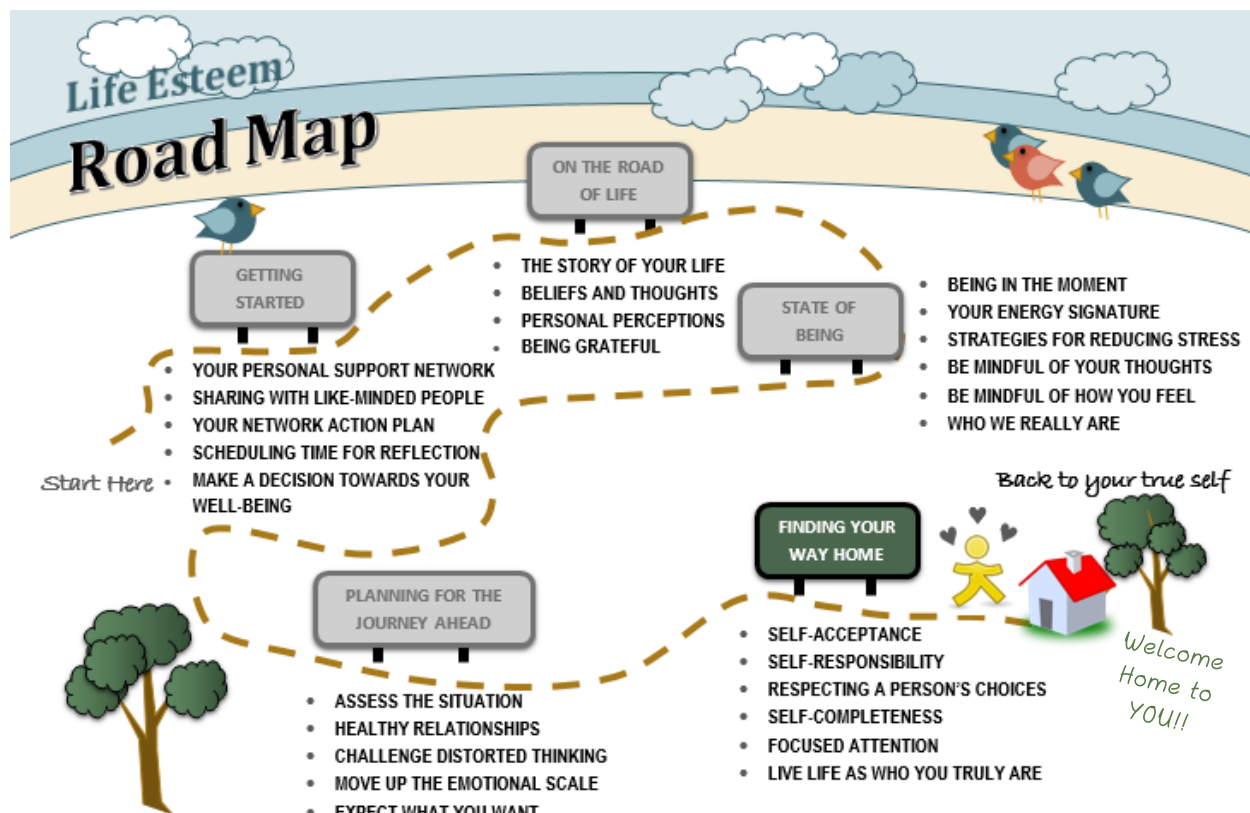 Life Esteem
Road Map
GETTING
STARTED
• YOUR PERSONAL SUPPORT NETWORK
• SHARING WITH LIKE-MINDED PEOPLE
• YOUR NETWORK ACTION PLAN
• SCHEDULING TIME FOR REFLECTION
• MAKE A DECISION TOWARDS YOUR
WELL-BEING
Start Here
ON THE ROAD
OF LIFE
• THE STORY OF YOUR LIFE
• BELIEFS AND THOUGHTS
• PERSONAL PERCEPTIONS
• BEING GRATEFUL
STATE OF
BEING
• BEING IN THE MOMENT
• YOUR ENERGY SIGNATURE
• STRATEGIES FOR REDUCING STRESS
• BE MINDFUL OF YOUR THOUGHTS
• BE MINDFUL OF HOW YOU FEEL
• WHO WE REALLY ARE
PLANNING FOR THE
JOURNEY AHEAD
• ASSESS THE SITUATION
• HEALTHY RELATIONSHIPS
• CHALLENGE DISTORTED THINKING
• MOVE UP THE EMOTIONAL SCALE
• EXPECT WHAT YOU WANT
FINDING YOUR
WAY HOME
• SELF-ACCEPTANCE
• SELF-RESPONSIBILITY
• RESPECTING A PERSON'S CHOICES
• SELF-COMPLETENESS
• FOCUSED ATTENTION
• LIVE LIFE AS WHO YOU TRULY ARE
Back to your true self
Welcome
Home to
YOU!!